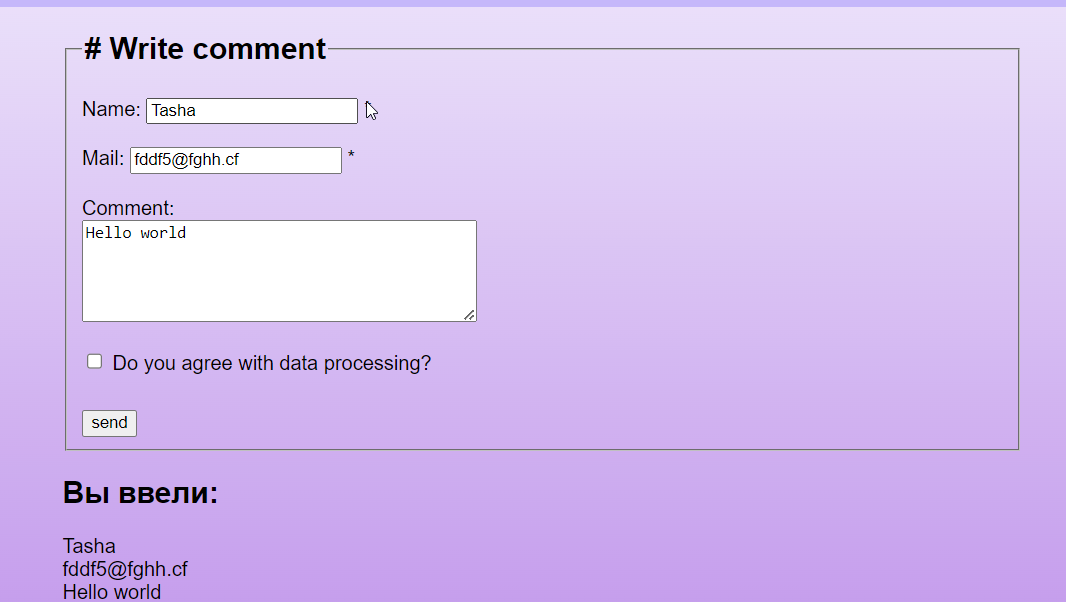 # Write comment
Name: Tasha
Mail: fddf5@fghh.cf *
Comment:
Hello world
Do you agree with data processing?
send
Вы ввели:
Tasha
fddf5@fghh.cf
Hello world